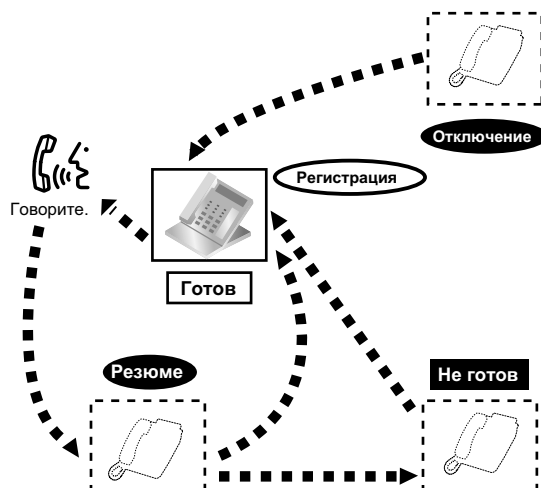 Отключение
Регистрация
Говорите.
Готов
Резюме
Не готов